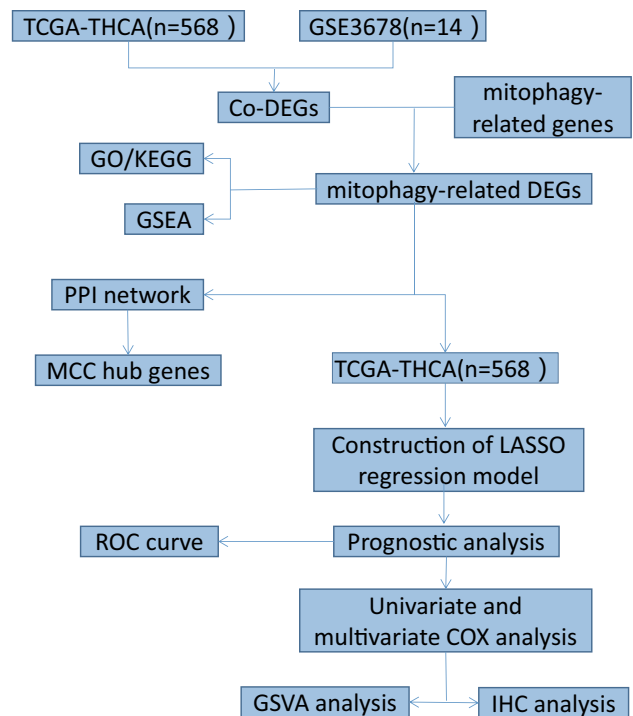 TCGA-THCA(n=568 )
GSE3678(n=14 )
Co-DEGs
mitophagy-
related genes
GO/KEGG
mitophagy-related DEGs
GSEA
PPI network
MCC hub genes
TCGA-THCA(n=568 )
Construction of LASSO
regression model
ROC curve
Prognostic analysis
Univariate and
multivariate COX analysis
GSVA analysis
IHC analysis